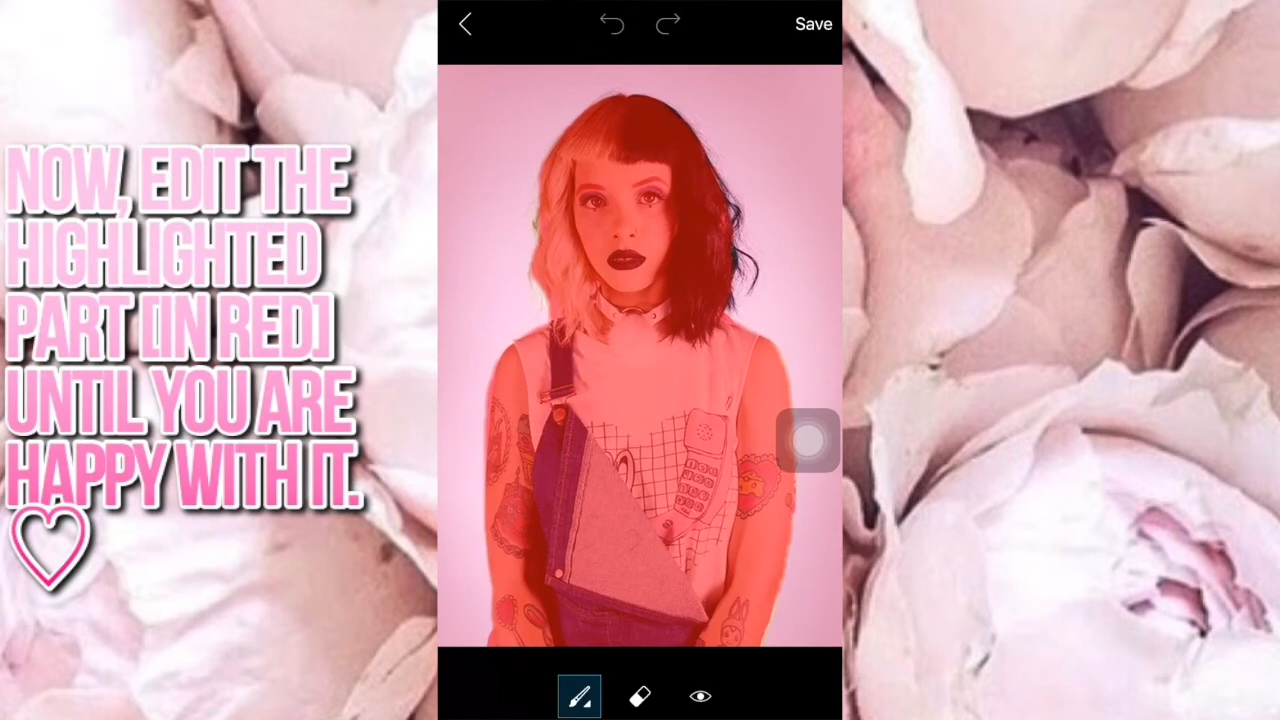 NOW, EDIT THE
HIGHLIGHTED
PART [IN RED]
UNTIL YOU ARE
HAPPY WITH IT.
Save